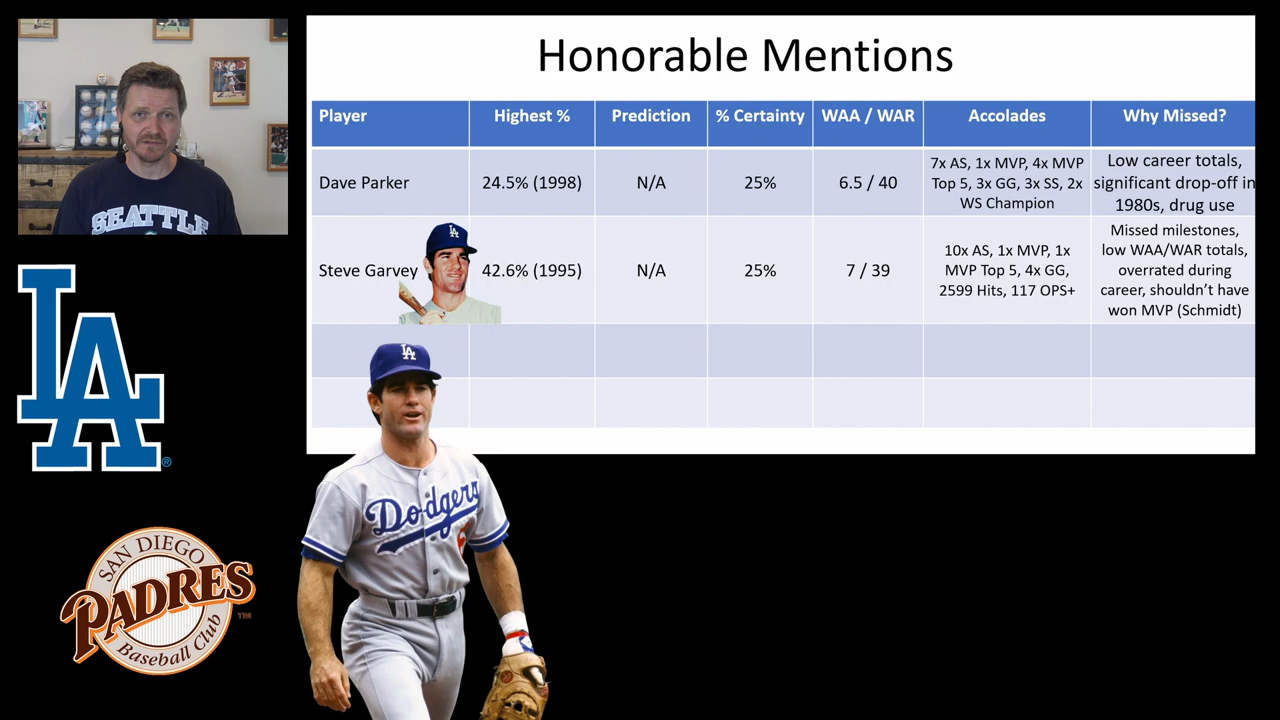 Honorable Mentions
Player Highest % Prediction % Certainty WAA / WAR Accolades Why Missed?
Dave Parker 24.5% (1998) N/A 25% 6.5 / 40
7x AS, 1x MVP, 4x MVP
Top 5, 3x GG, 3x SS, 2x
WS Champion
Low career totals,
significant drop-off in
1980s, drug use
Steve Garvey 42.6% (1995) N/A 25% 7 / 39
10x AS, 1x MVP, 1x
MVP Top 5, 4x GG,
2599 Hits, 117 OPS+
Missed milestones,
low WAA/WAR totals,
overrated during
career, shouldn't have
won MVP (Schmidt)
SEATTLE
LA
®
LA
LA
Dodgers
SAN DIEGO
PADRES
TM
Baseball Club